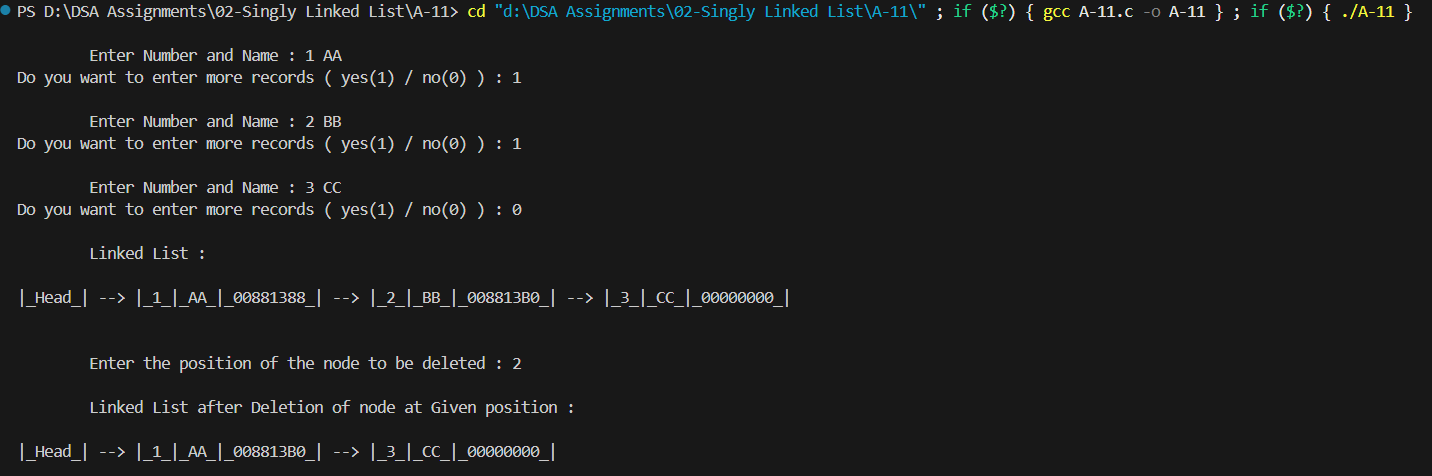 PS D:\DSA Assignments\02-Singly Linked List\A-11> cd "d:\DSA Assignments\02-Singly Linked List\A-11\" ; if ($?) { gcc A-11.c -o A-11 } ; if ($?) { ./A-11 }
Enter Number and Name : 1 AA
Do you want to enter more records ( yes(1) / no(0) ) : 1
Enter Number and Name : 2 BB
Do you want to enter more records ( yes(1) / no(0) ) : 1
Enter Number and Name : 3 CC
Do you want to enter more records ( yes(1) / no(0) ) : 0
Linked List :
|_Head_| --> |_1_|_AA_|_00881388_| --> |_2_|_BB_|_008813B0_| --> |_3_|_CC_|_00000000_|
Enter the position of the node to be deleted : 2
Linked List after Deletion of node at Given position :
|_Head_| --> |_1_|_AA_|_008813B0_| --> |_3_|_CC_|_00000000_|